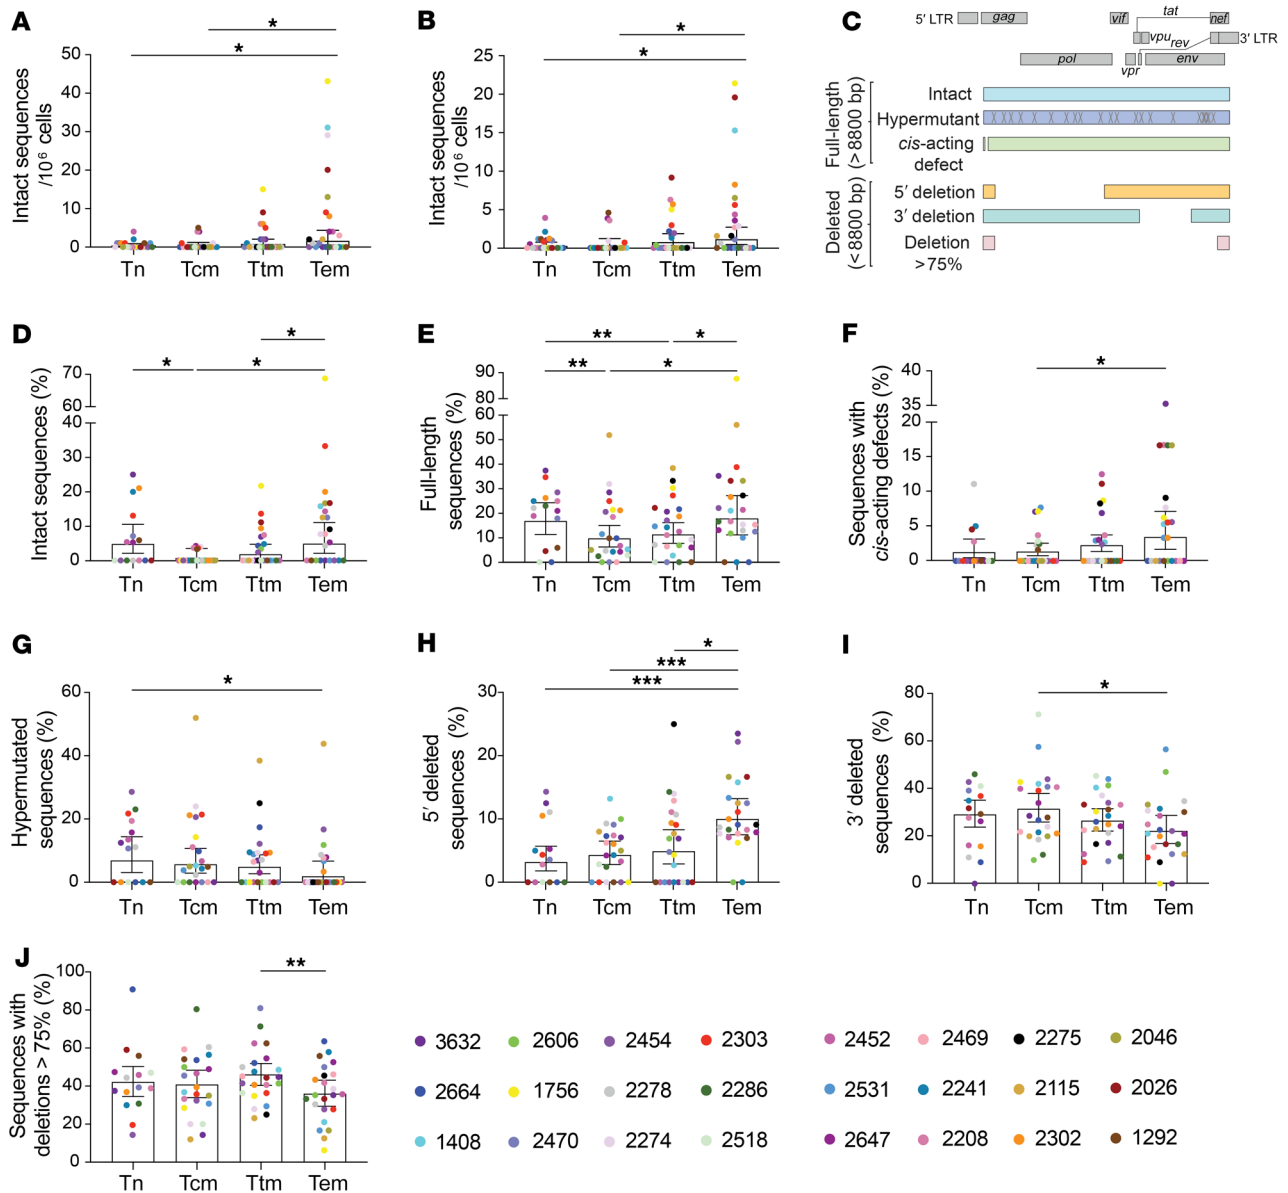 A
*
*
50
40
30
20
10
0
Intact sequences
/10⁶ cells
Tn Tcm Ttm Tem
B
*
*
25
20
15
10
5
0
Intact sequences
/10⁶ cells
Tn Tcm Ttm Tem
C
5′ LTR gag vif tat nef
vpu rev 3′ LTR
pol vpr env
Full-length
(> 8800 bp)
Intact
Hypermutant
cis-acting
defect
Deleted
(< 8800 bp)
5′ deletion
3′ deletion
Deletion
>75%
D
*
* *
70
60
40
30
20
10
0
Intact sequences (%)
Tn Tcm Ttm Tem
E
** *
** *
90
80
60
50
40
30
20
10
0
Full-length
sequences (%)
Tn Tcm Ttm Tem
F
*
40
35
20
15
10
5
0
Sequences with
cis-acting defects (%)
Tn Tcm Ttm Tem
G
*
60
40
20
0
Hypermutated
sequences (%)
Tn Tcm Ttm Tem
H
*
***
***
30
20
10
0
5′ deleted
sequences (%)
Tn Tcm Ttm Tem
I
*
80
60
40
20
0
3′ deleted
sequences (%)
Tn Tcm Ttm Tem
J
**
100
80
60
40
20
0
Sequences with
deletions > 75% (%)
Tn Tcm Ttm Tem
3632 2606 2454 2303 2452 2469 2275 2046
2664 1756 2278 2286 2531 2241 2115 2026
1408 2470 2274 2518 2647 2208 2302 1292